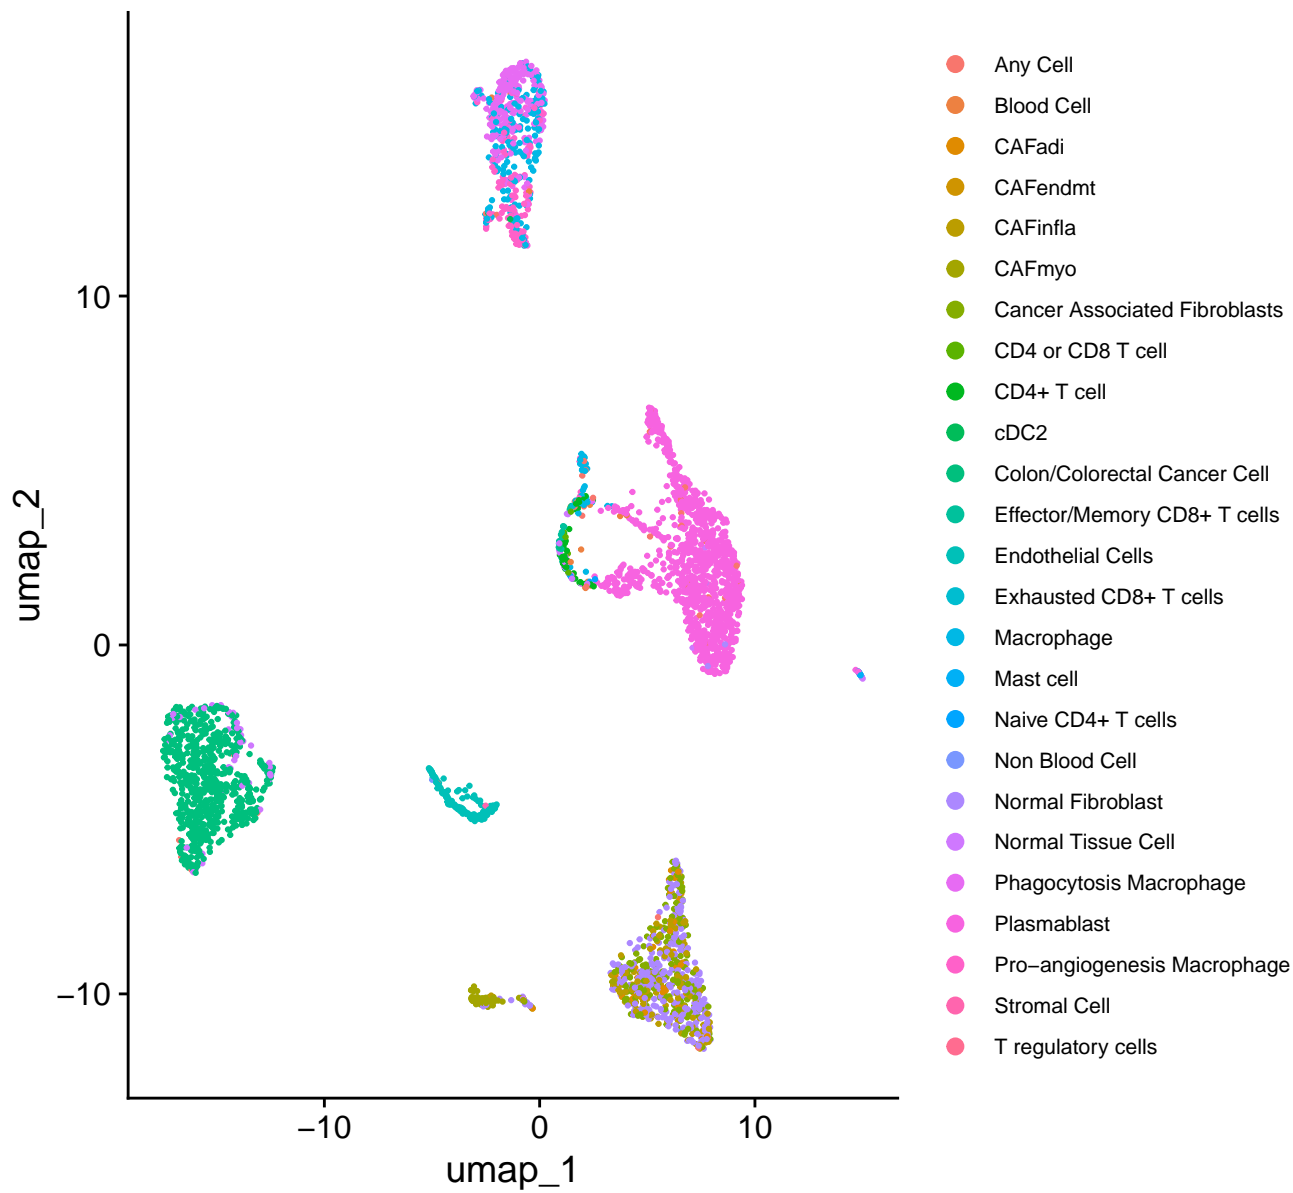 Any Cell
Blood Cell
CAFadi
CAFendmt
CAFinfla
CAFmyo
Cancer Associated Fibroblasts
CD4 or CD8 T cell
CD4+ T cell
cDC2
Colon/Colorectal Cancer Cell
Effector/Memory CD8+ T cells
Endothelial Cells
Exhausted CD8+ T cells
Macrophage
Mast cell
Naive CD4+ T cells
Non Blood Cell
Normal Fibroblast
Normal Tissue Cell
Phagocytosis Macrophage
Plasmablast
Pro−angiogenesis Macrophage
Stromal Cell
T regulatory cells
10
0
−10
umap_2
−10 0 10
umap_1